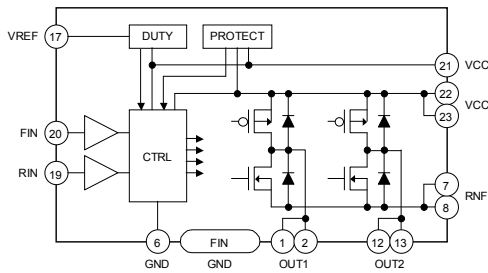 VREF 17 DUTY PROTECT
21 VCC
22 VCC
23
FIN 20
RIN 19
CTRL
7 RNF
8
6 FIN 1 2 12 13
GND GND OUT1 OUT2